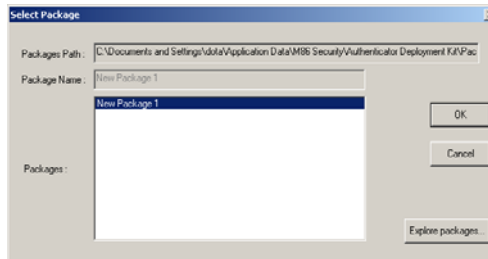 Select Package
Packages Path : C:\Documents and Settings\dota\Application Data\M86 Security\Authenticator Deployment Kit\Pac
Package Name : New Package 1
New Package 1
OK
Cancel
Packages :
Explore packages...